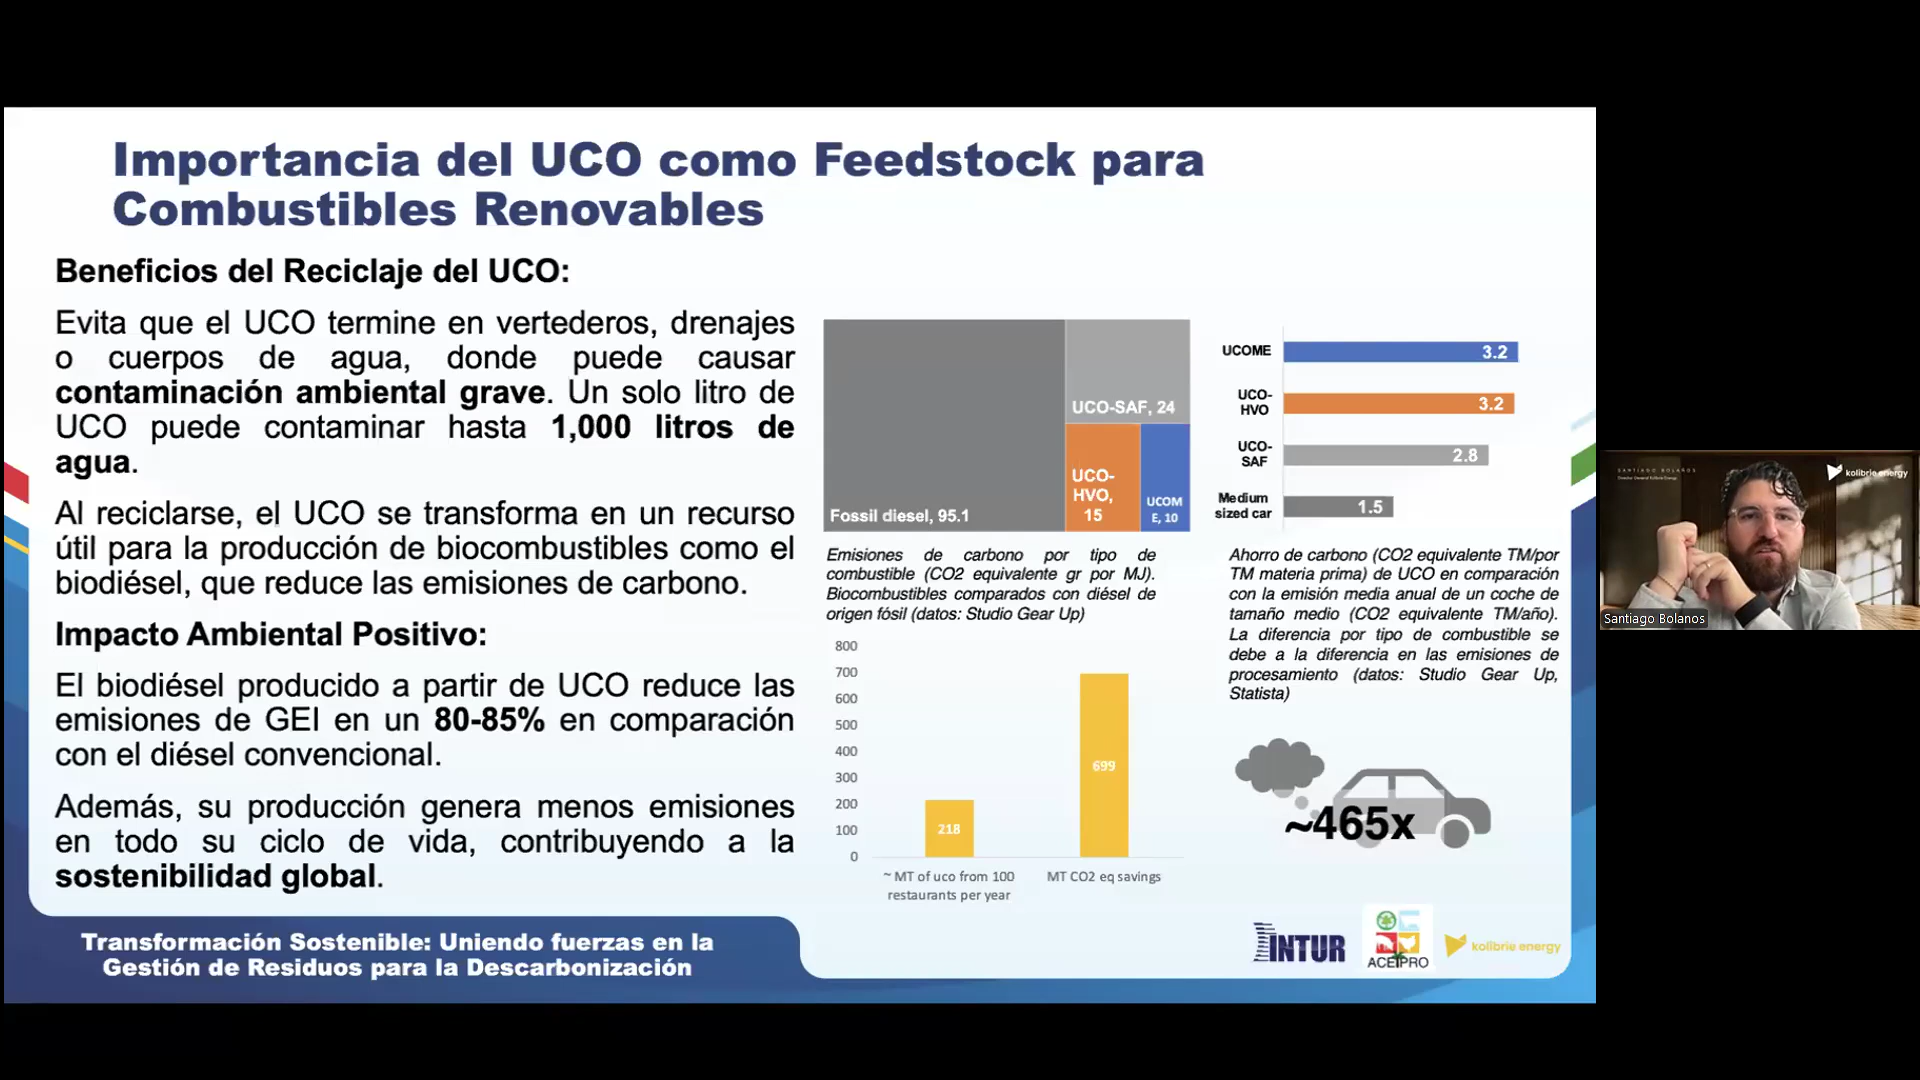 Importancia del UCO como Feedstock para
Combustibles Renovables
Beneficios del Reciclaje del UCO:
Evita que el UCO termine en vertederos, drenajes
o cuerpos de agua, donde puede causar
contaminación ambiental grave. Un solo litro de
UCO puede contaminar hasta 1,000 litros de
agua.
Al reciclarse, el UCO se transforma en un recurso
útil para la producción de biocombustibles como el
biodiésel, que reduce las emisiones de carbono.
Impacto Ambiental Positivo:
El biodiésel producido a partir de UCO reduce las
emisiones de GEI en un 80-85% en comparación
con el diésel convencional.
Además, su producción genera menos emisiones
en todo su ciclo de vida, contribuyendo a la
sostenibilidad global.
Fossil diesel, 95.1
UCO-SAF, 24
UCO-
HVO,
15
UCOM
E, 10
Emisiones de carbono por tipo de
combustible (CO2 equivalente gr por MJ).
Biocombustibles comparados con diésel de
origen fósil (datos: Studio Gear Up)
UCOME
3.2
UCO-
HVO
3.2
UCO-
SAF
2.8
Medium
sized car
1.5
Ahorro de carbono (CO2 equivalente TM/por
TM materia prima) de UCO en comparación
con la emisión media anual de un coche de
tamaño medio (CO2 equivalente TM/año).
La diferencia por tipo de combustible se
debe a la diferencia en las emisiones de
procesamiento (datos: Studio Gear Up,
Statista)
800
700
600
500
400
300
200
100
0
218
699
~ MT of uco from 100
restaurants per year
MT CO2 eq savings
~465x
Transformación Sostenible: Uniendo fuerzas en la
Gestión de Residuos para la Descarbonización
INTUR
ACETPRO
kolibrie energy
SANTIAGO BOLAÑOS
Director General Kolibrie Energy
kolibrie energy
Santiago Bolanos